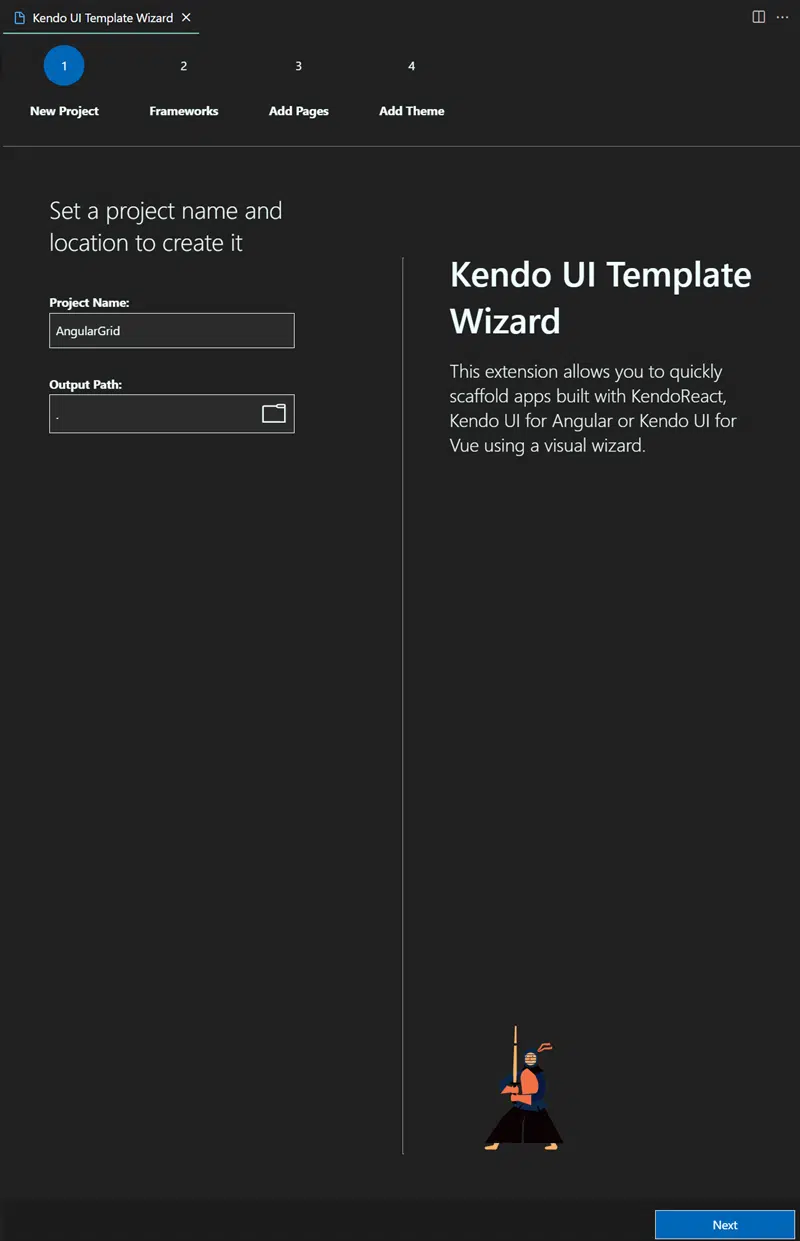 Kendo UI Template Wizard
1
2
3
4
New Project
Frameworks
Add Pages
Add Theme
Set a project name and
location to create it
Project Name:
AngularGrid
Output Path:
.
Kendo UI Template
Wizard
This extension allows you to quickly
scaffold apps built with KendoReact,
Kendo UI for Angular or Kendo UI for
Vue using a visual wizard.
Next